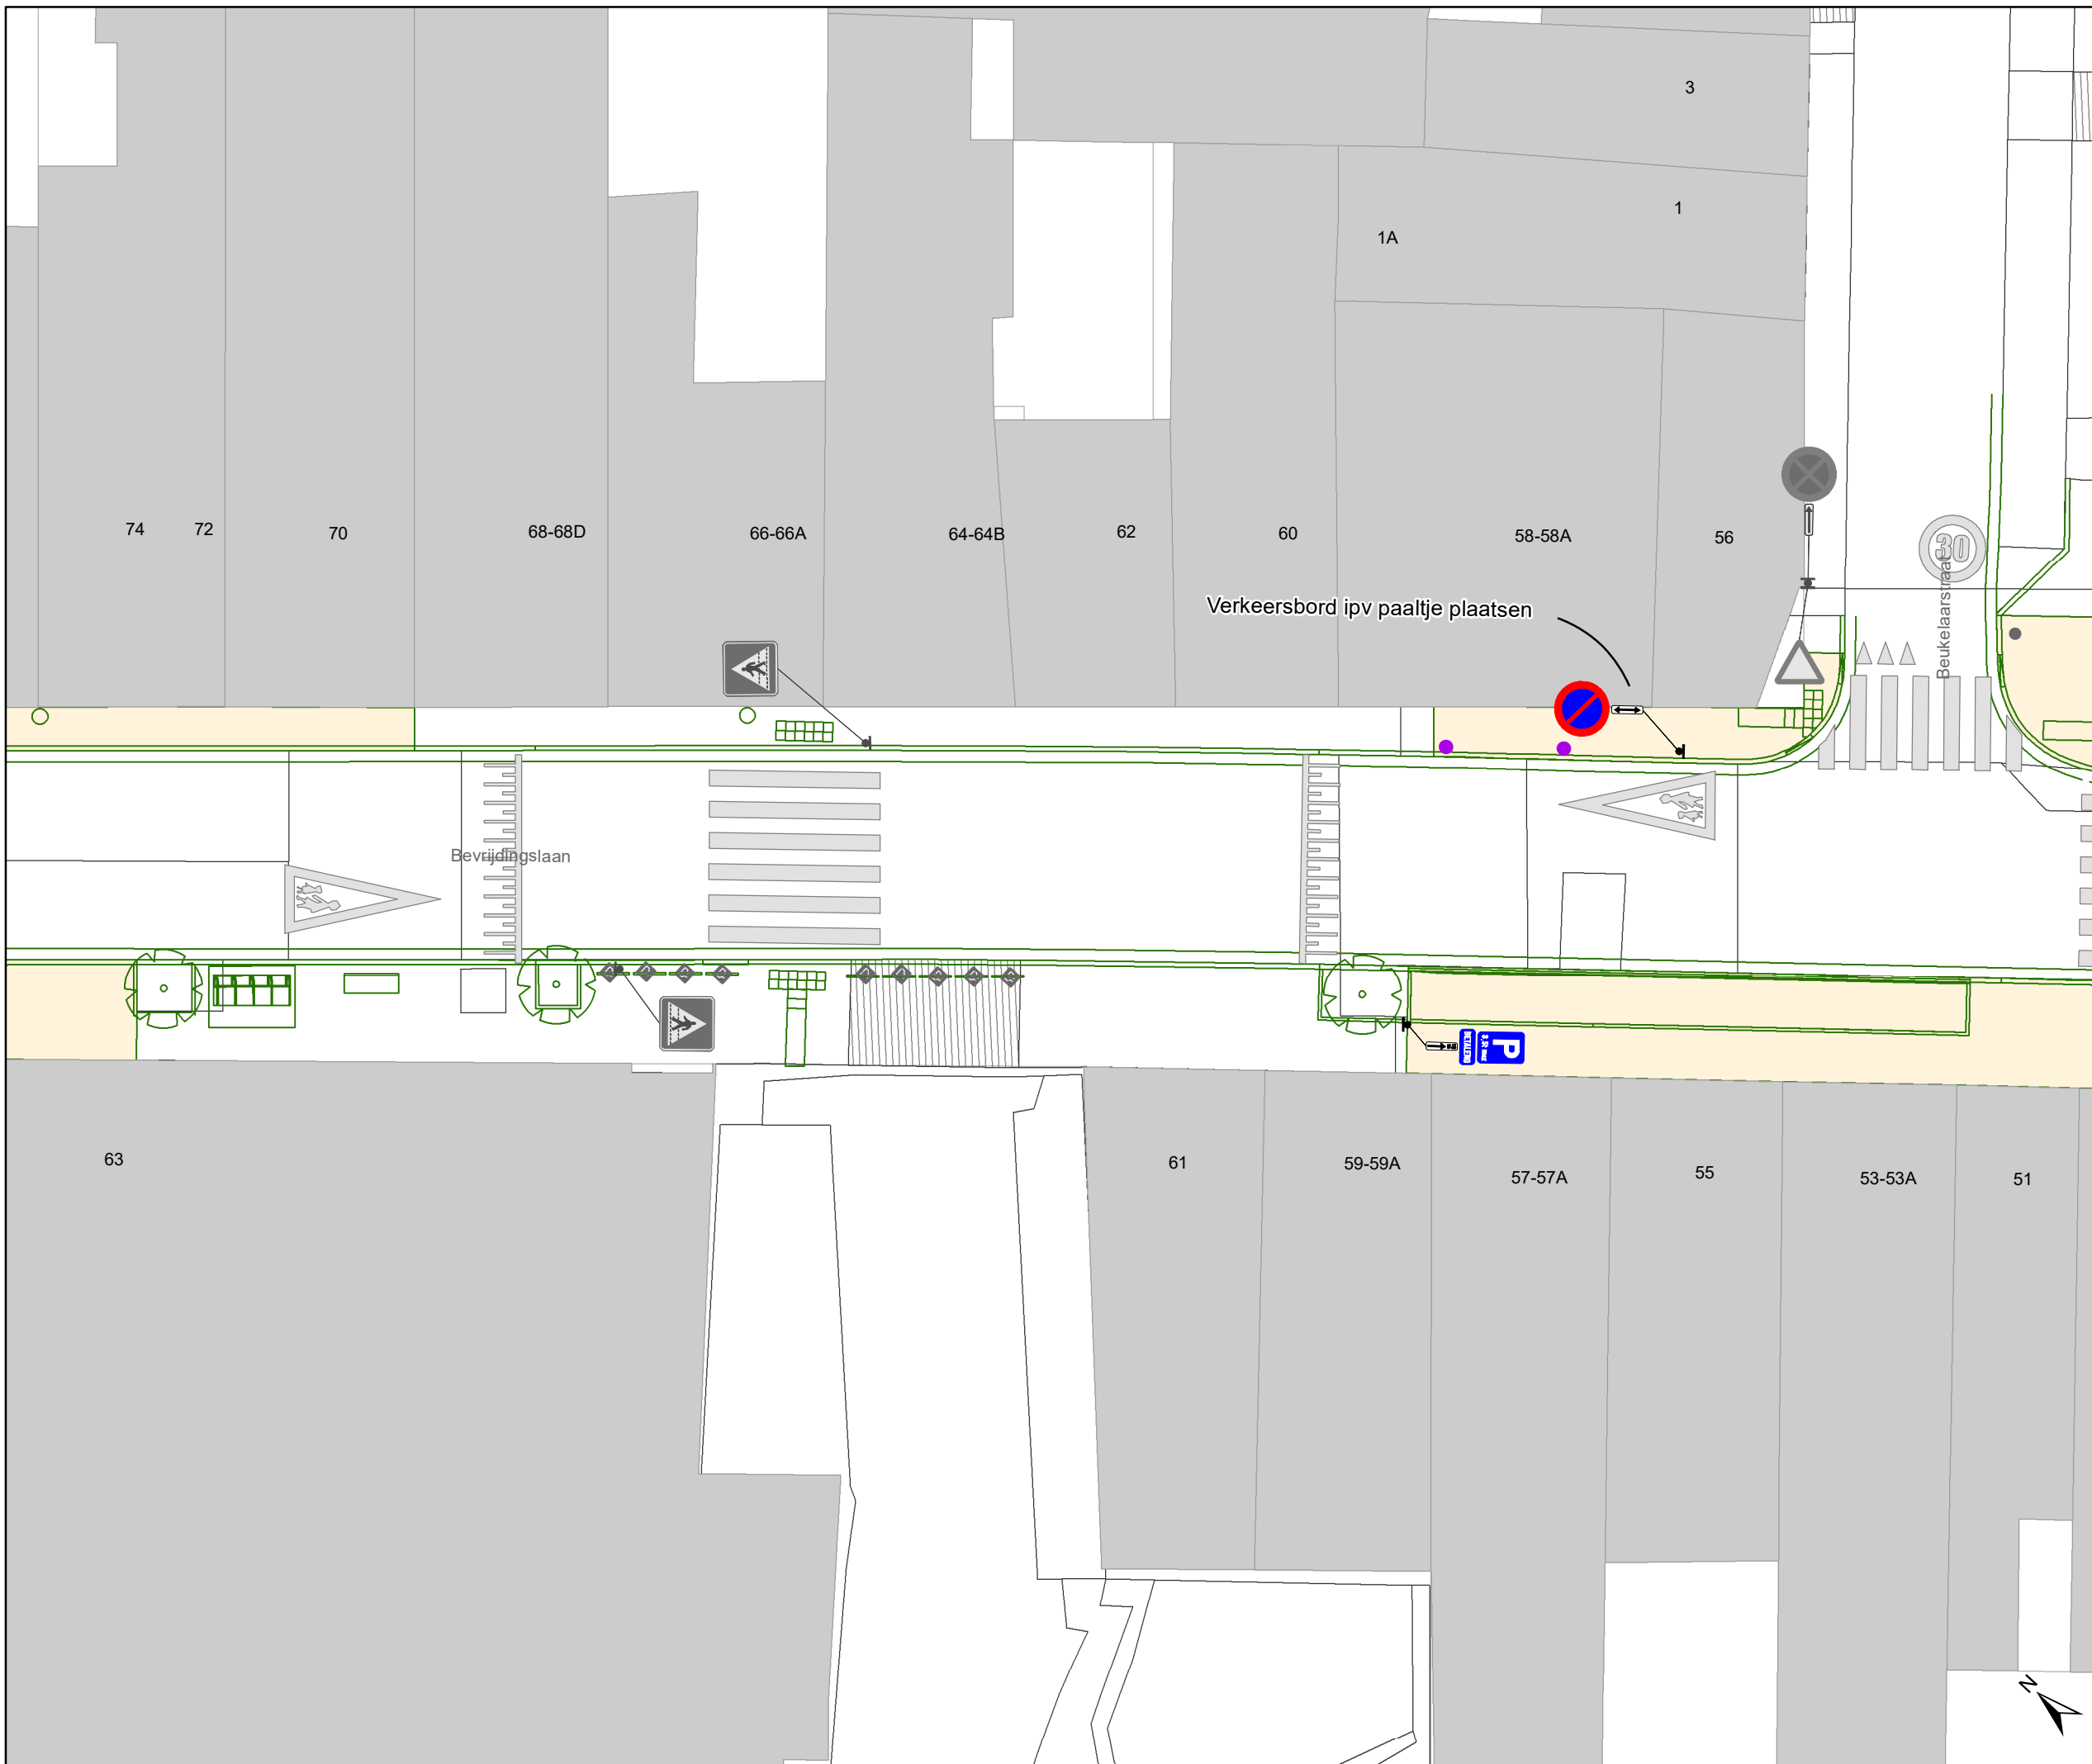 3
1
1A
74
72
70
68-68D
66-66A
64-64B
62
60
58-58A
56
30
Beukelaarstraat
Verkeersbord ipv paaltje plaatsen
Bevrijdingslaan
P
63
61
59-59A
57-57A
55
53-53A
51
N